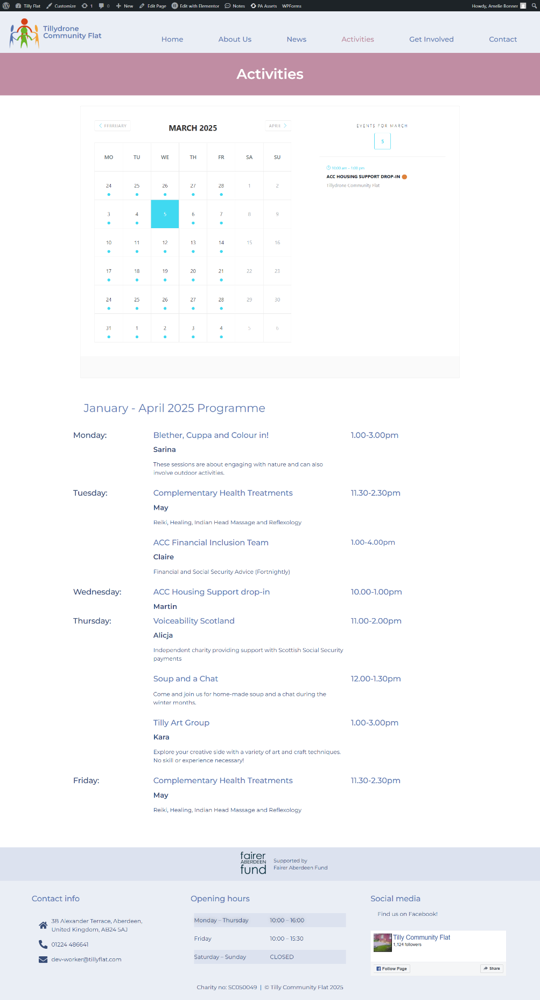 Tilly Flat Customize 1 0 New Edit Page Edit with Elementor Notes PA Assets WPForms Howdy, Amelie Bonner
Tillydrone
Community Flat
Home About Us News Activities Get Involved Contact
Activities
FEBRUARY MARCH 2025 APRIL
MO TU WE TH FR SA SU
24 25 26 27 28 1 2
3 4 5 6 7 8 9
10 11 12 13 14 15 16
17 18 19 20 21 22 23
24 25 26 27 28 29 30
31 1 2 3 4 5 6
EVENTS FOR MARCH
5
10:00 am - 1:00 pm
ACC HOUSING SUPPORT DROP-IN
Tillydrone Community Flat
January - April 2025 Programme
Monday: Blether, Cuppa and Colour in! 1.00-3.00pm
Sarina
These sessions are about engaging with nature and can also
involve outdoor activities.
Tuesday: Complementary Health Treatments 11.30-2.30pm
May
Reiki, Healing, Indian Head Massage and Reflexology
ACC Financial Inclusion Team 1.00-4.00pm
Claire
Financial and Social Security Advice (Fortnightly)
Wednesday: ACC Housing Support drop-in 10.00-1.00pm
Martin
Thursday: Voiceability Scotland 11.00-2.00pm
Alicja
Independent charity providing support with Scottish Social Security
payments
Soup and a Chat 12.00-1.30pm
Come and join us for home-made soup and a chat during the
winter months.
Tilly Art Group 1.00-3.00pm
Kara
Explore your creative side with a variety of art and craft techniques.
No skill or experience necessary!
Friday: Complementary Health Treatments 11.30-2.30pm
May
Reiki, Healing, Indian Head Massage and Reflexology
fairer
ABERDEEN
fund
Supported by
Fairer Aberdeen Fund
Contact info
3B Alexander Terrace, Aberdeen,
United Kingdom, AB24 5AJ
01224 486641
dev-worker@tillyflat.com
Opening hours
Monday – Thursday 10:00 – 16:00
Friday 10:00 – 15:30
Saturday – Sunday CLOSED
Social media
Find us on Facebook!
Tilly Community Flat
1,124 followers
Follow Page Share
Charity no: SC050049 | © Tilly Community Flat 2025